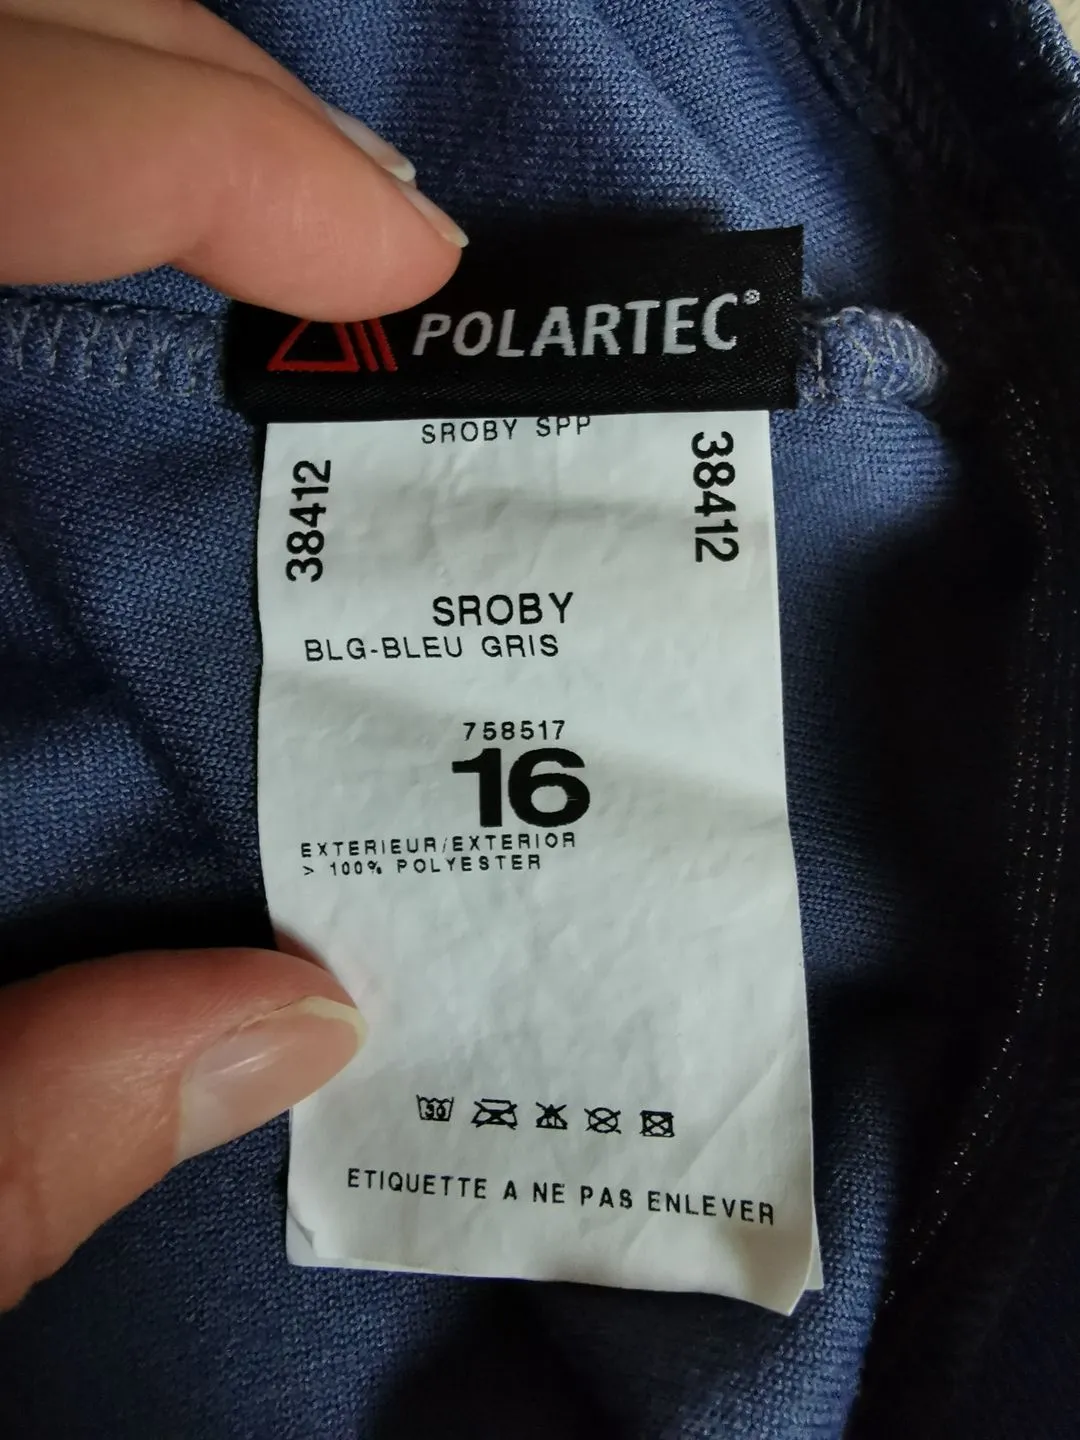 POLARTEC®
SROBY SPP
38412
38412
SROBY
BLG-BLEU GRIS
758517
16
EXTERIEUR/EXTERIOR
> 100% POLYESTER
30
ETIQUETTE A NE PAS ENLEVER